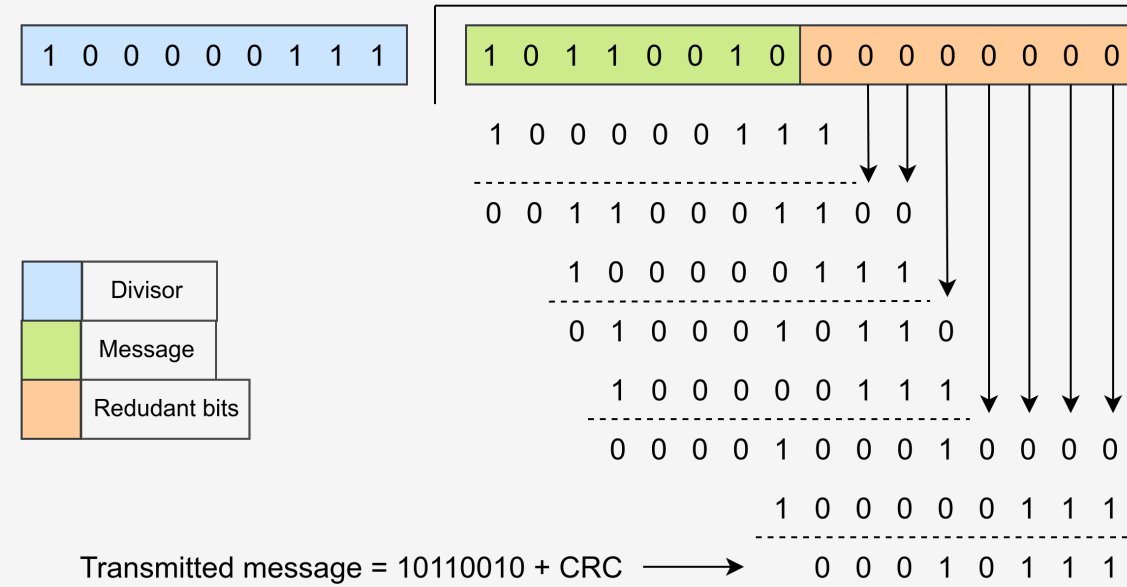 1 0 0 0 0 0 1 1 1 1 0 1 1 0 0 1 0 0 0 0 0 0 0 0 0
1 0 0 0 0 0 1 1 1
0 0 1 1 0 0 0 1 1 0 0
1 0 0 0 0 0 1 1 1
Divisor
0 1 0 0 0 1 0 1 1 0
Message
1 0 0 0 0 0 1 1 1
Redudant bits
0 0 0 0 1 0 0 0 1 0 0 0 0
1 0 0 0 0 0 1 1 1
Transmitted message = 10110010 + CRC 0 0 0 1 0 1 1 1